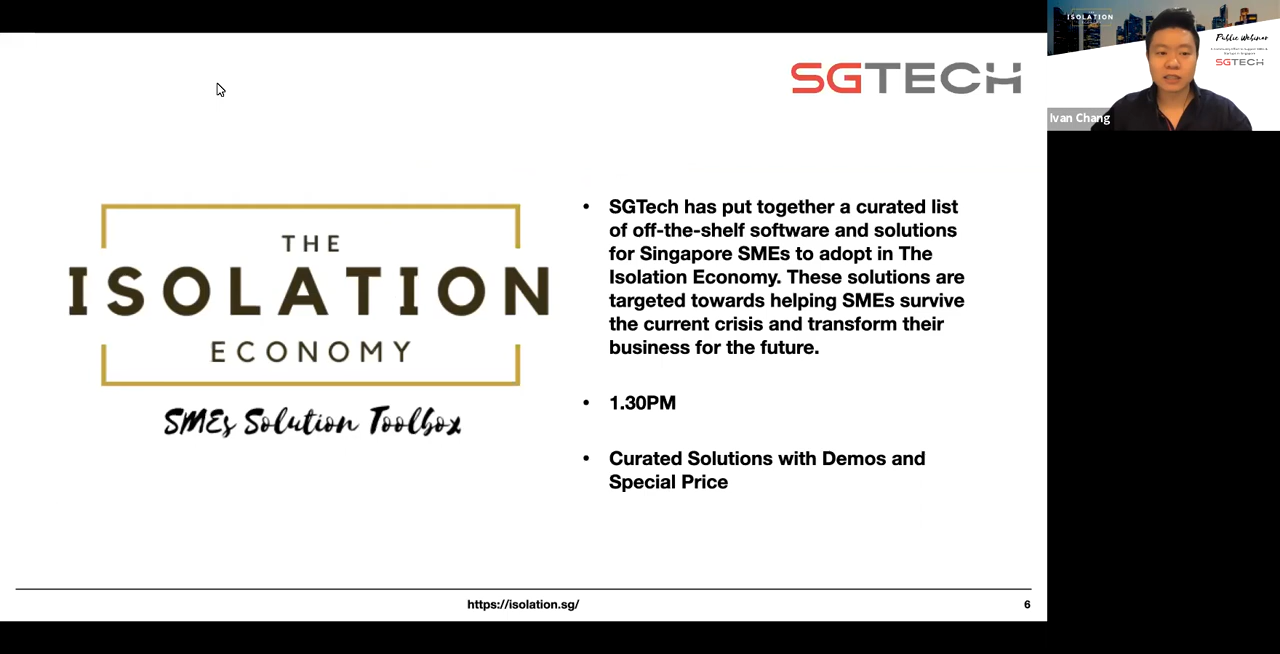 SGTECH
THE
ISOLATION
ECONOMY
SMEs Solution Toolbox
• SGTech has put together a curated list
of off-the-shelf software and solutions
for Singapore SMEs to adopt in The
Isolation Economy. These solutions are
targeted towards helping SMEs survive
the current crisis and transform their
business for the future.
• 1.30PM
• Curated Solutions with Demos and
Special Price
https://isolation.sg/
6
ISOLATION
Public Webinar
SGTECH
Ivan Chang